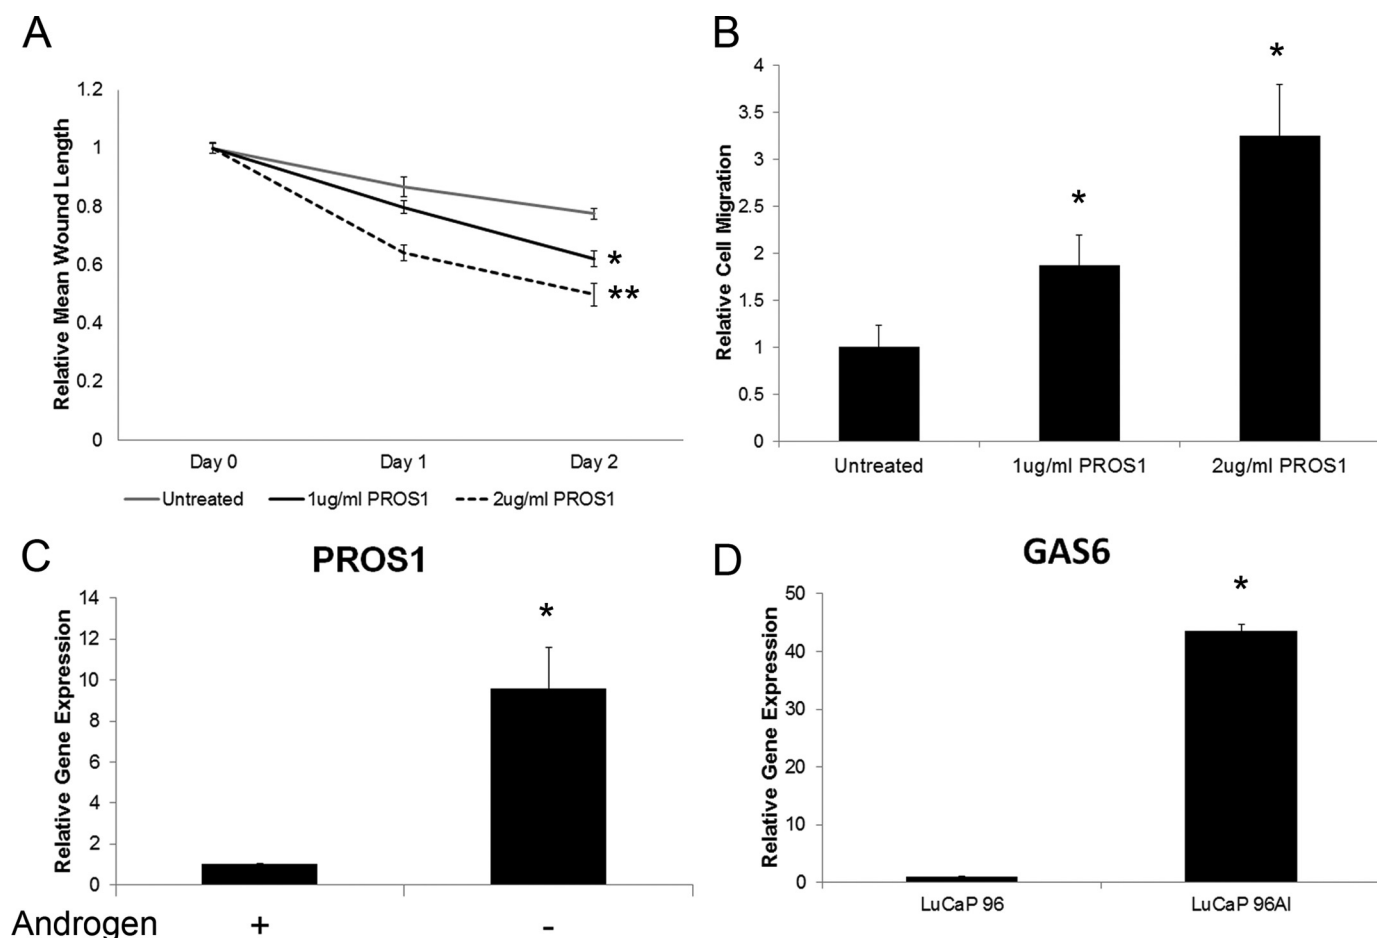 A
Relative Mean Wound Length
1.2
1
0.8
0.6
0.4
0.2
0
*
**
Day 0 Day 1 Day 2
Untreated 1ug/ml PROS1 2ug/ml PROS1
B
Relative Cell Migration
4
3.5
3
2.5
2
1.5
1
0.5
0
*
*
Untreated 1ug/ml PROS1 2ug/ml PROS1
C
PROS1
Relative Gene Expression
14
12
10
8
6
4
2
0
*
Androgen + -
D
GAS6
Relative Gene Expression
50
40
30
20
10
0
*
LuCaP 96 LuCaP 96AI